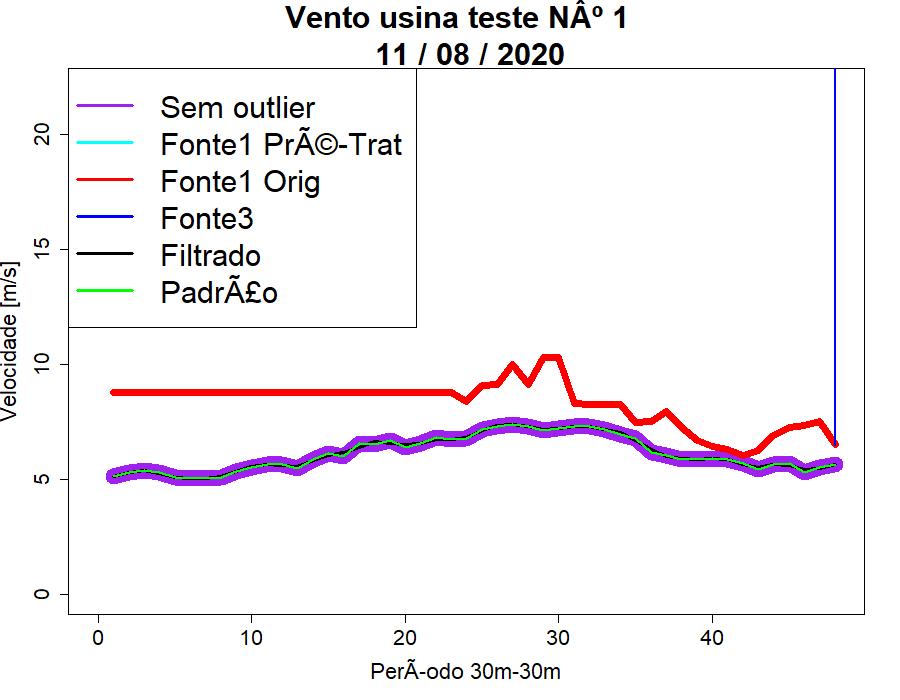 Vento usina teste NÂº 1
11 / 08 / 2020
Sem outlier
Fonte1 PrÃ©-Trat
Fonte1 Orig
Fonte3
Filtrado
PadrÃ£o
Velocidade [m/s]
20
15
10
5
0
0 10 20 30 40
PerÃ-odo 30m-30m